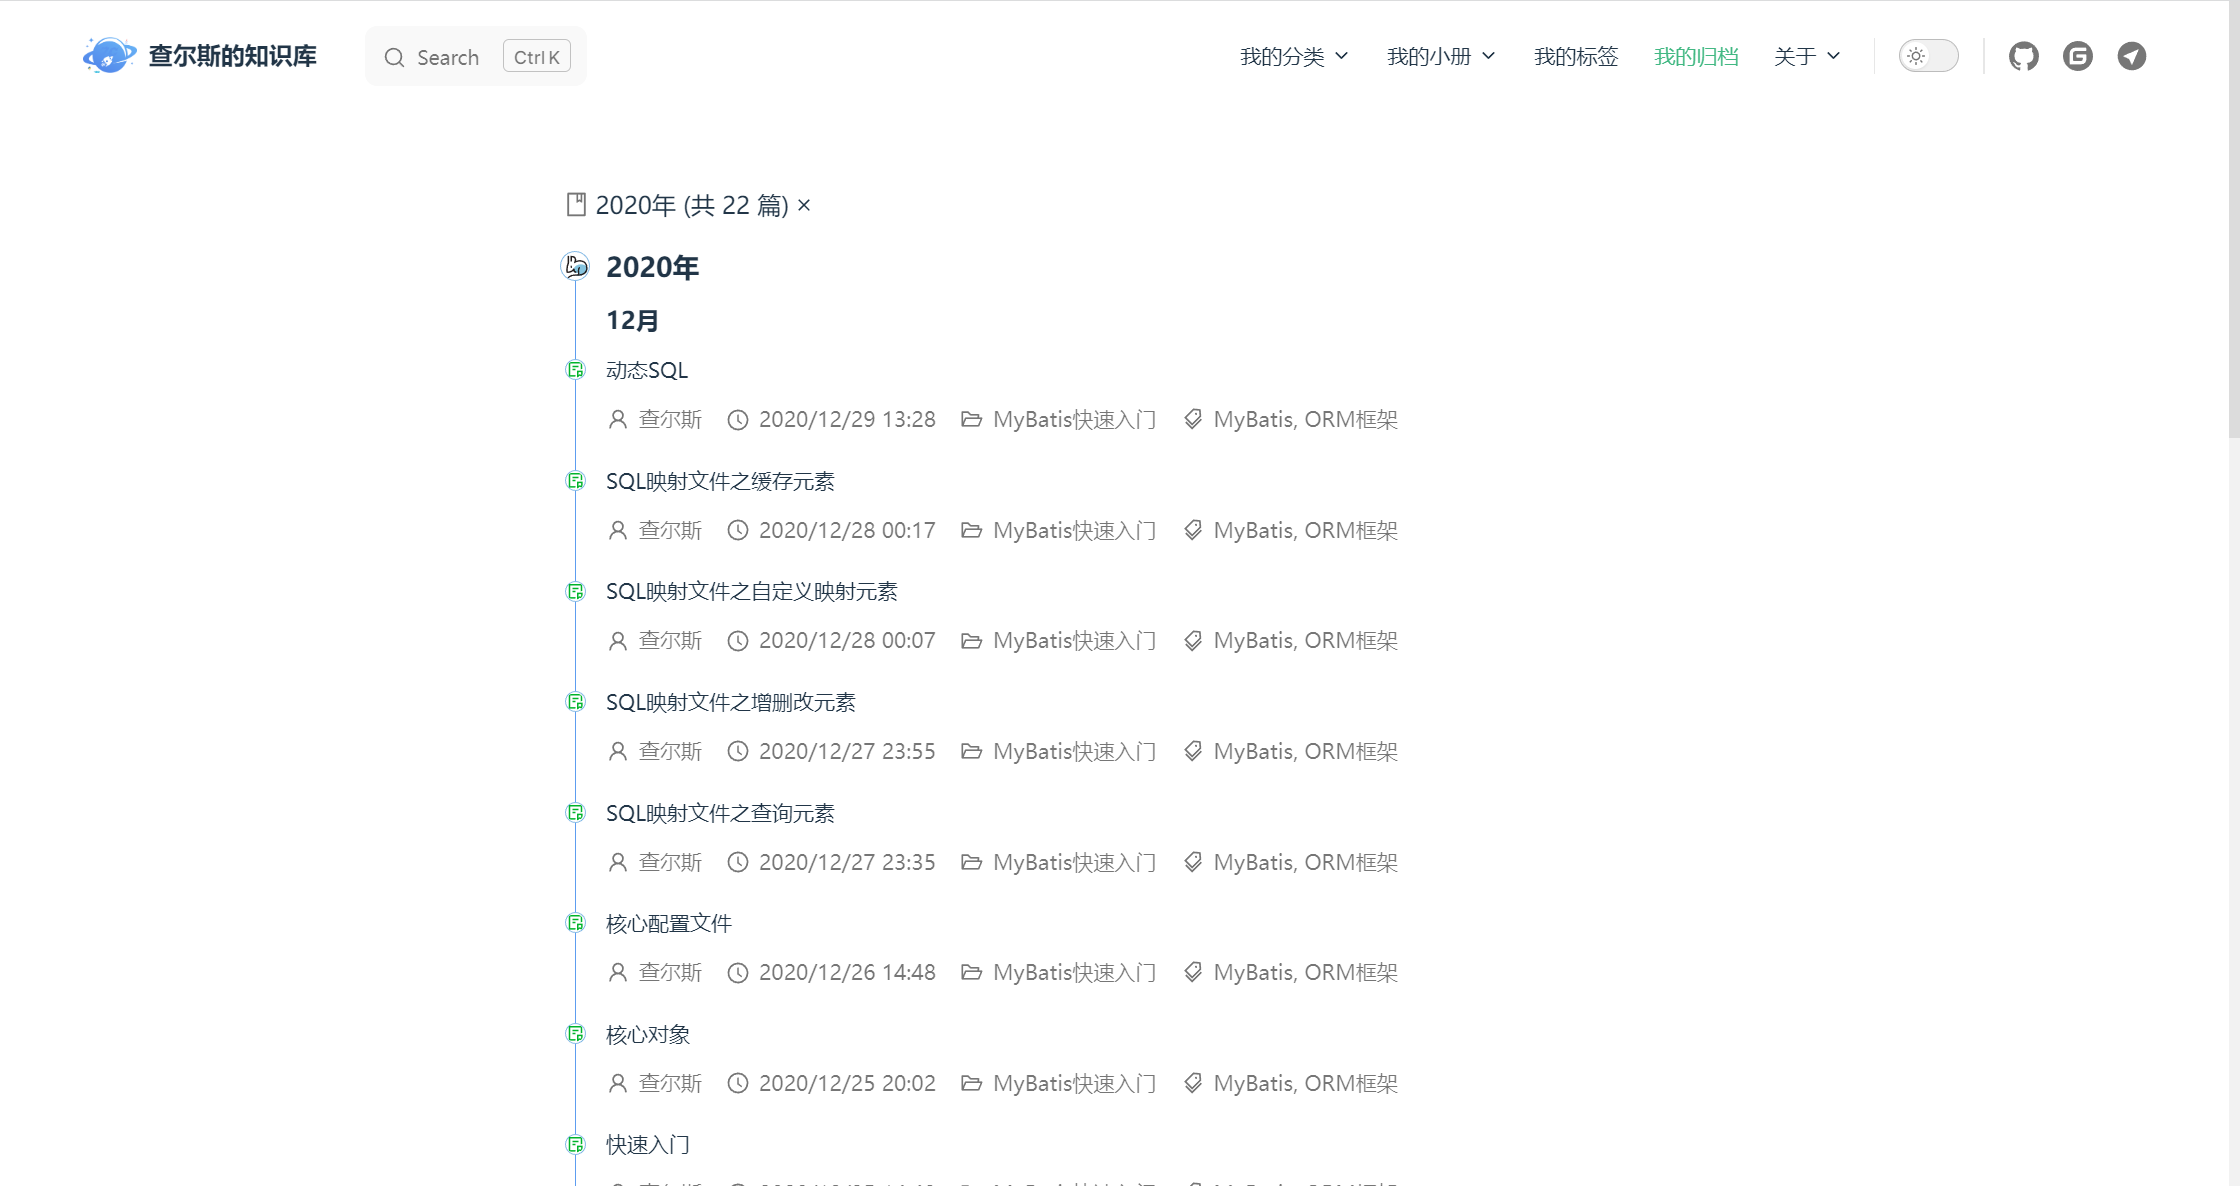 查尔斯的知识库 Search Ctrl K 我的分类 我的小册 我的标签 我的归档 关于
2020年 (共 22 篇) ×
2020年
12月
动态SQL
查尔斯 2020/12/29 13:28 MyBatis快速入门 MyBatis, ORM框架
SQL映射文件之缓存元素
查尔斯 2020/12/28 00:17 MyBatis快速入门 MyBatis, ORM框架
SQL映射文件之自定义映射元素
查尔斯 2020/12/28 00:07 MyBatis快速入门 MyBatis, ORM框架
SQL映射文件之增删改元素
查尔斯 2020/12/27 23:55 MyBatis快速入门 MyBatis, ORM框架
SQL映射文件之查询元素
查尔斯 2020/12/27 23:35 MyBatis快速入门 MyBatis, ORM框架
核心配置文件
查尔斯 2020/12/26 14:48 MyBatis快速入门 MyBatis, ORM框架
核心对象
查尔斯 2020/12/25 20:02 MyBatis快速入门 MyBatis, ORM框架
快速入门